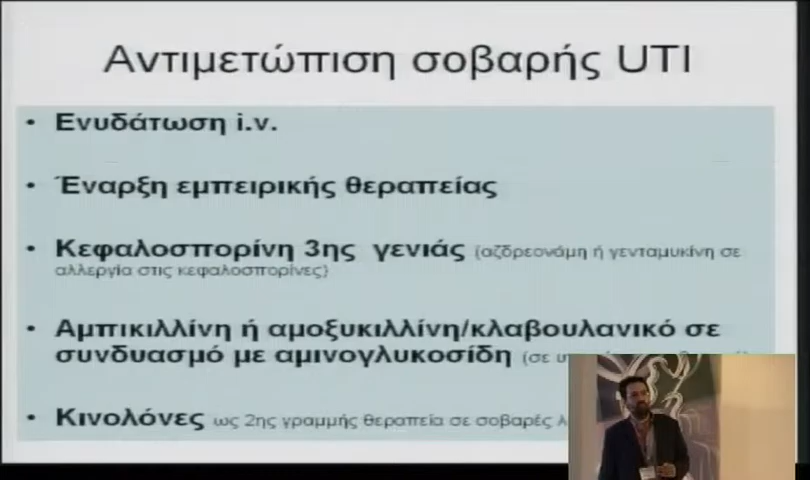 Αντιμετώπιση σοβαρής UTI
• Ενυδάτωση i.v.
• Έναρξη εμπειρικής θεραπείας
• Κεφαλοσπορίνη 3ης γενιάς (αζδρεονάμη ή γενταμυκίνη σε
αλλεργία στις κεφαλοσπορίνες)
• Αμπικιλλίνη ή αμοξυκιλλίνη/κλαβουλανικό σε
συνδυασμό με αμινογλυκοσίδη (σε
• Κινολόνες ως 2ης γραμμής θεραπεία σε σοβαρές